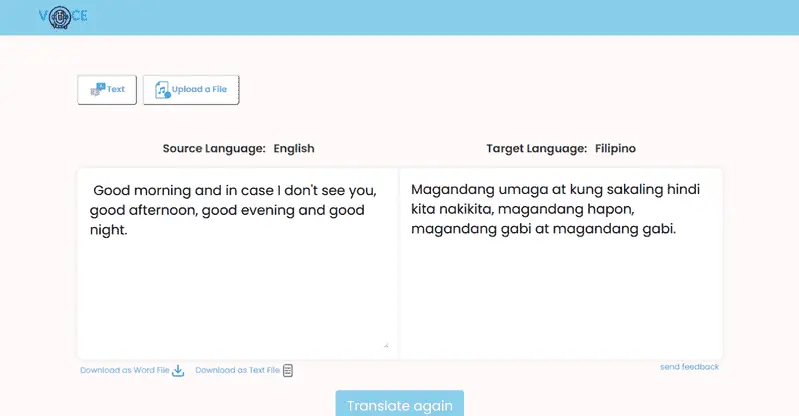 VOICE
Text
Upload a File
Source Language: English
Target Language: Filipino
Good morning and in case I don't see you,
good afternoon, good evening and good
night.
Magandang umaga at kung sakaling hindi
kita nakikita, magandang hapon,
magandang gabi at magandang gabi.
Download as Word File
Download as Text File
send feedback
Translate again